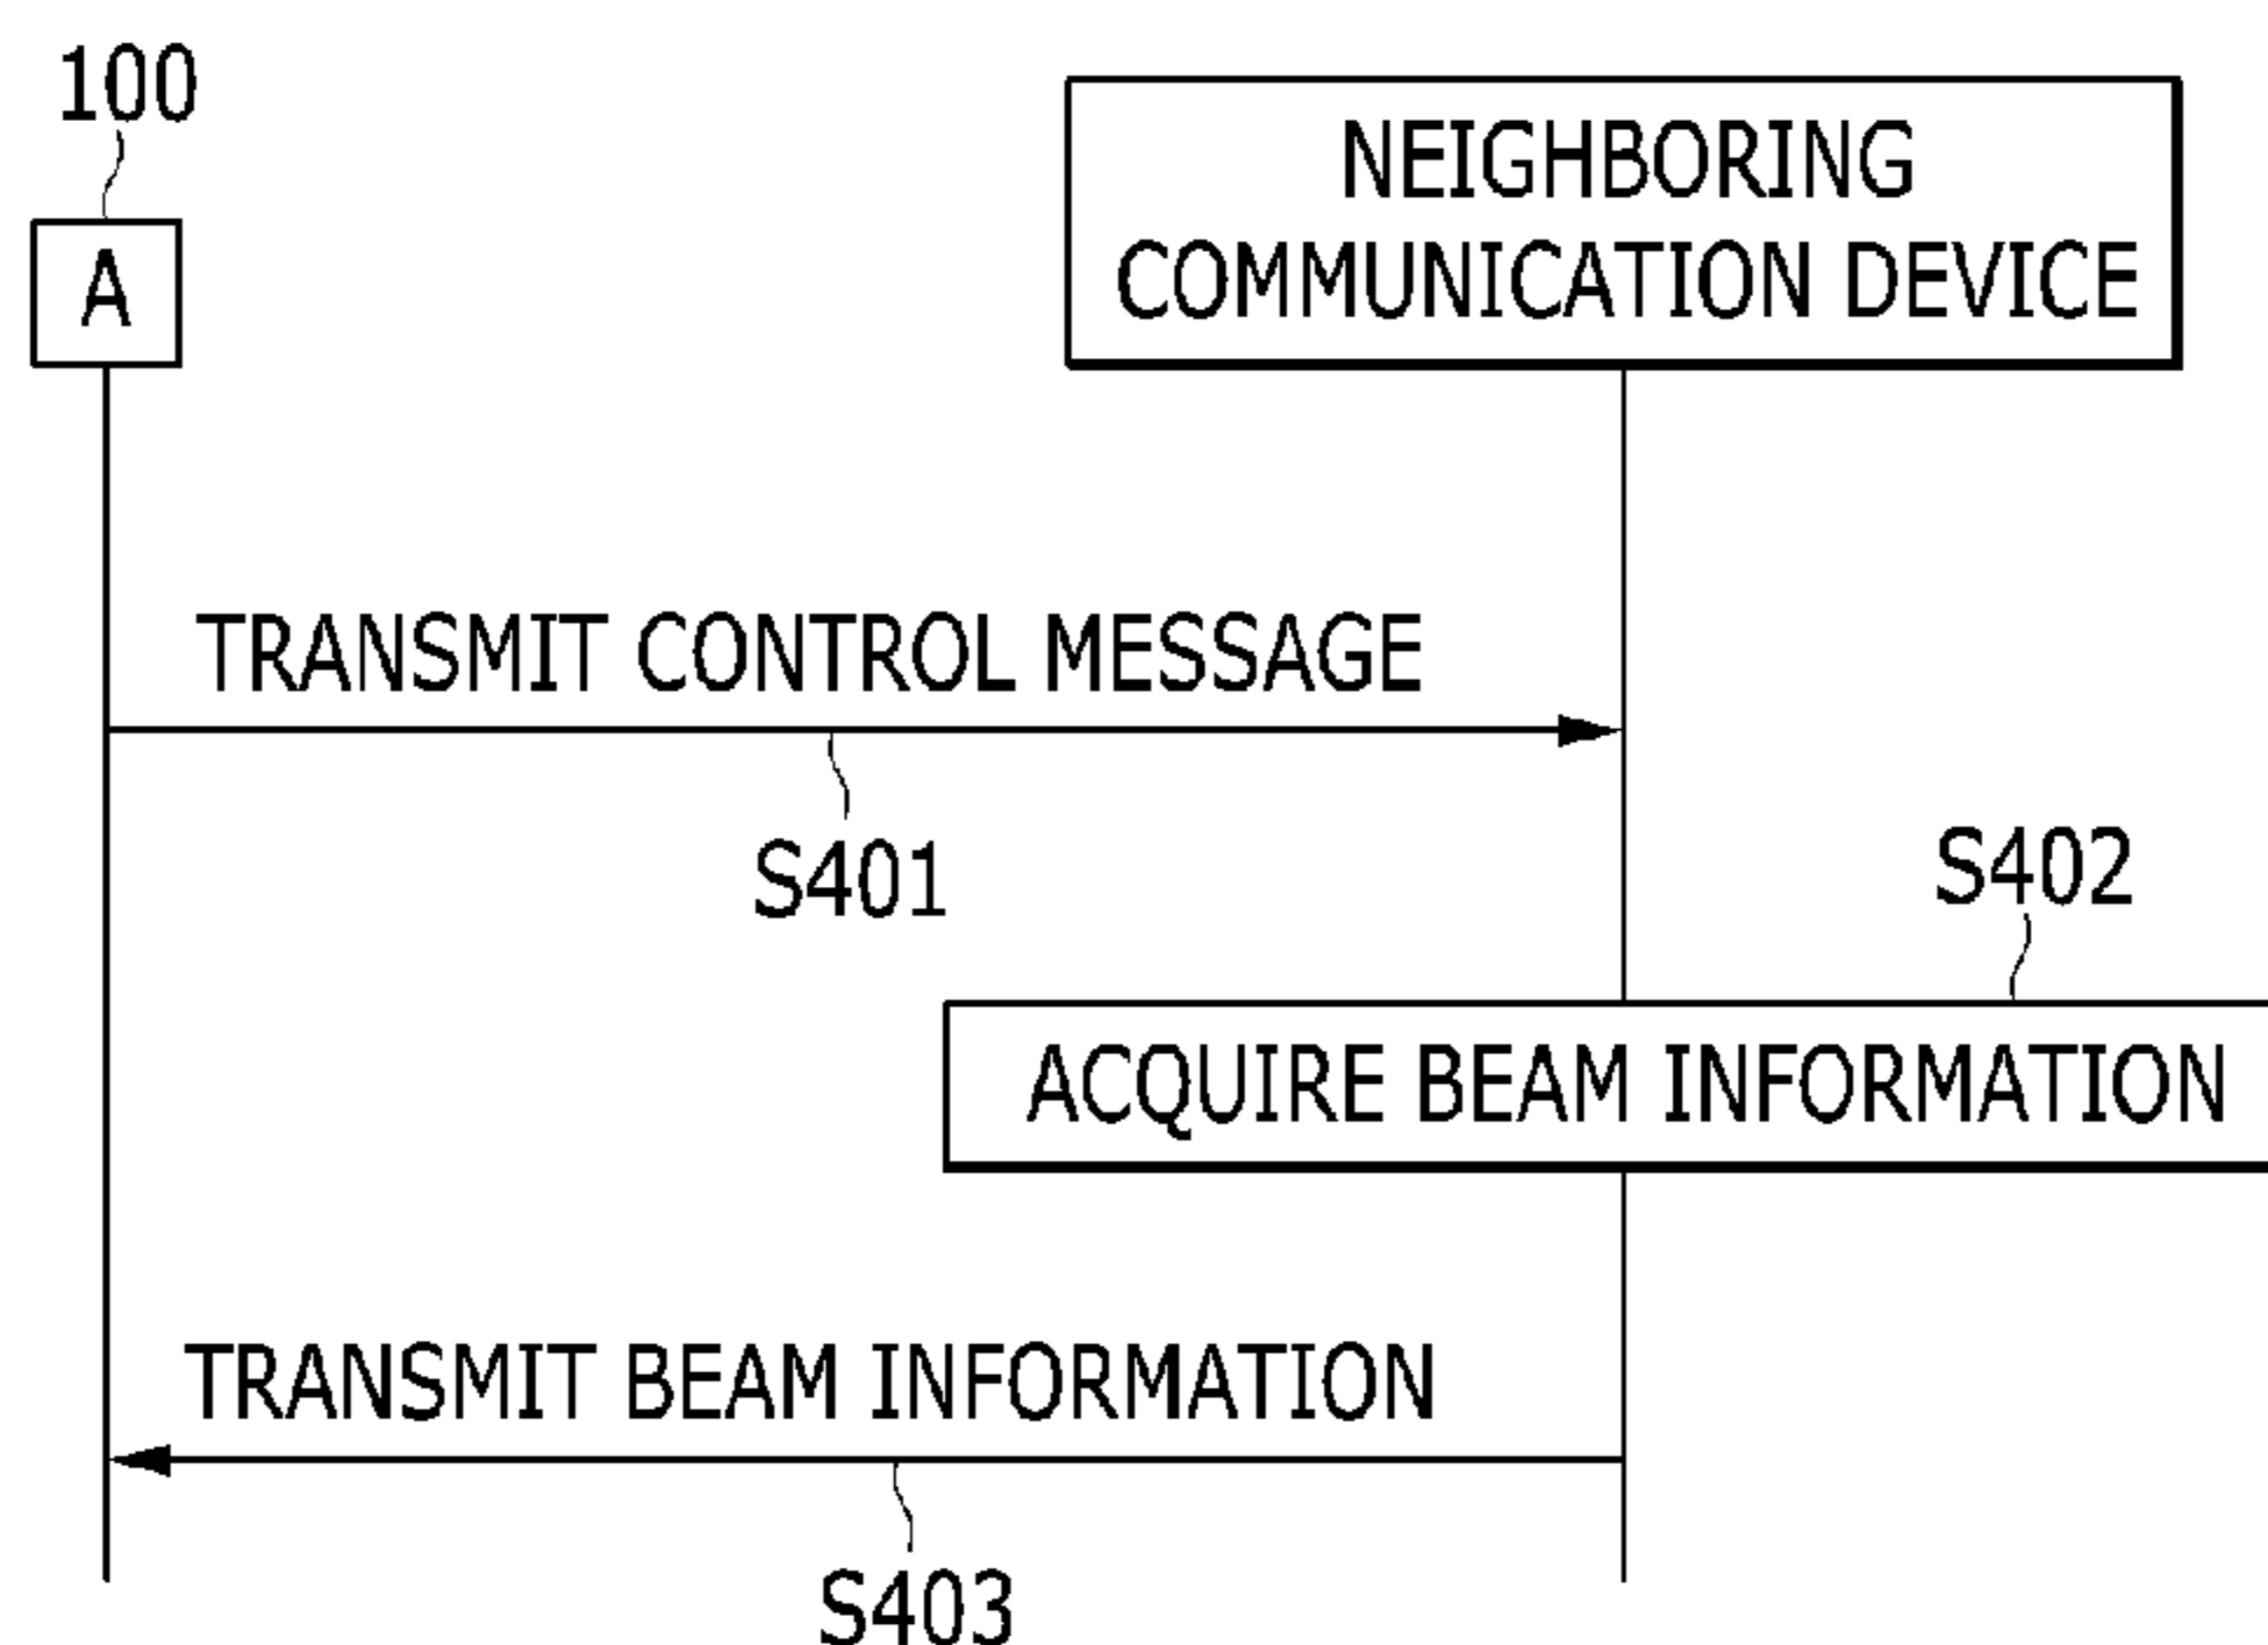 100
A
NEIGHBORING
COMMUNICATION DEVICE
TRANSMIT CONTROL MESSAGE
S401
S402
ACQUIRE BEAM INFORMATION
TRANSMIT BEAM INFORMATION
S403